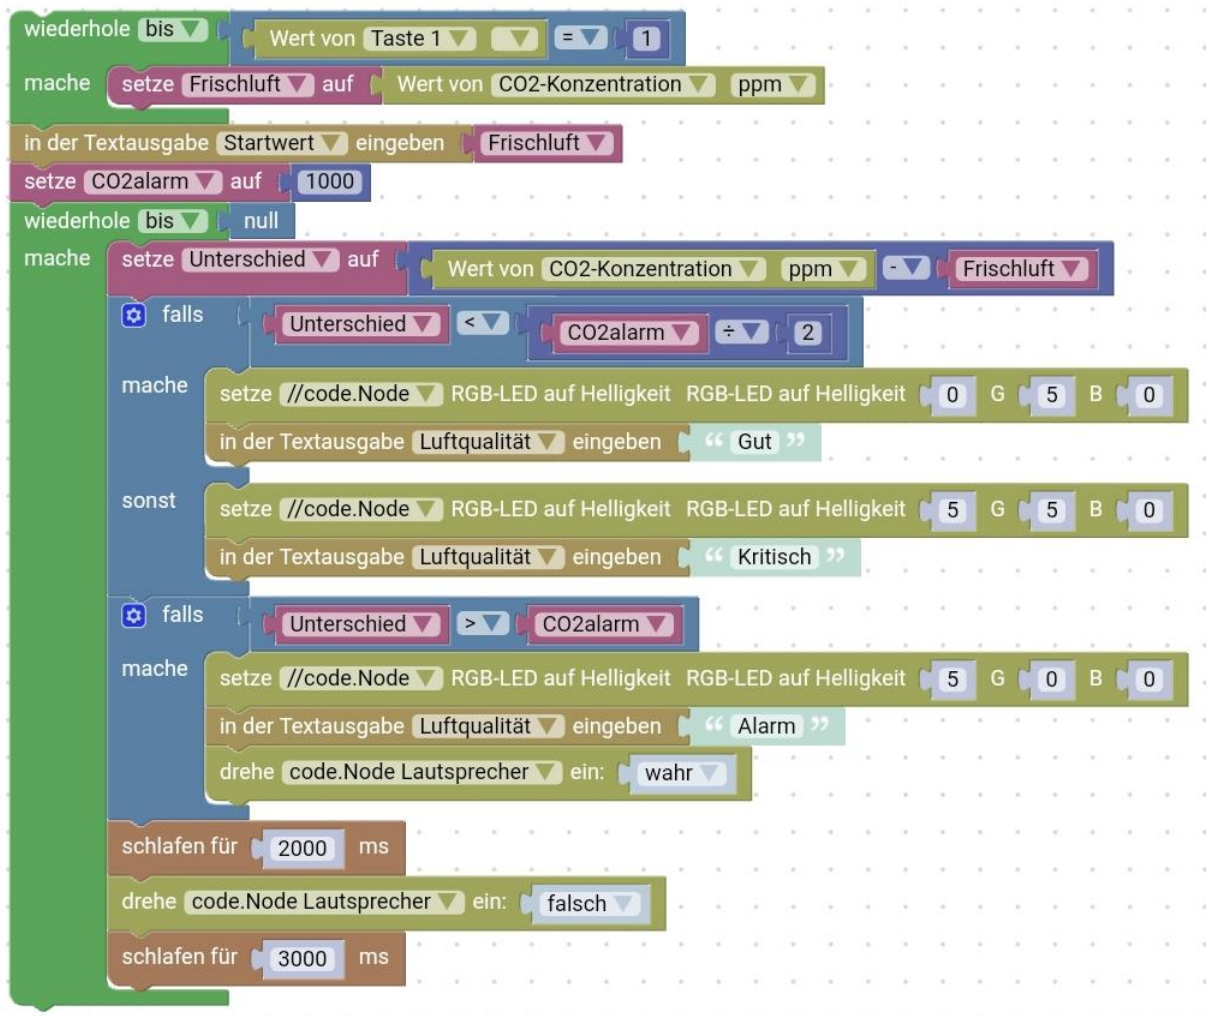 wiederhole bis Wert von Taste 1 = 1
mache setze Frischluft auf Wert von CO2-Konzentration ppm
in der Textausgabe Startwert eingeben Frischluft
setze CO2alarm auf 1000
wiederhole bis null
mache setze Unterschied auf Wert von CO2-Konzentration ppm - Frischluft
falls Unterschied < CO2alarm ÷ 2
mache setze //code.Node RGB-LED auf Helligkeit RGB-LED auf Helligkeit 0 G 5 B 0
in der Textausgabe Luftqualität eingeben “ Gut ”
sonst setze //code.Node RGB-LED auf Helligkeit RGB-LED auf Helligkeit 5 G 5 B 0
in der Textausgabe Luftqualität eingeben “ Kritisch ”
falls Unterschied > CO2alarm
mache setze //code.Node RGB-LED auf Helligkeit RGB-LED auf Helligkeit 5 G 0 B 0
in der Textausgabe Luftqualität eingeben “ Alarm ”
drehe code.Node Lautsprecher ein: wahr
schlafen für 2000 ms
drehe code.Node Lautsprecher ein: falsch
schlafen für 3000 ms